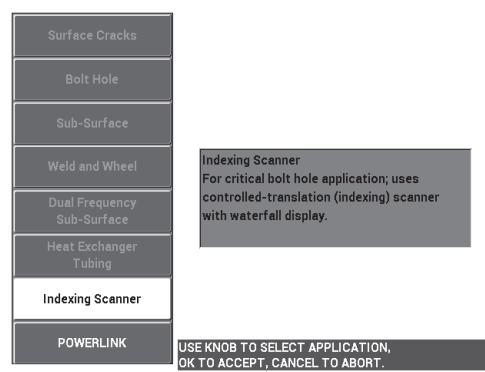 Surface Cracks
Bolt Hole
Sub-Surface
Weld and Wheel
Dual Frequency
Sub-Surface
Heat Exchanger
Tubing
Indexing Scanner
POWERLINK
Indexing Scanner
For critical bolt hole application; uses
controlled-translation (indexing) scanner
with waterfall display.
USE KNOB TO SELECT APPLICATION,
OK TO ACCEPT, CANCEL TO ABORT.